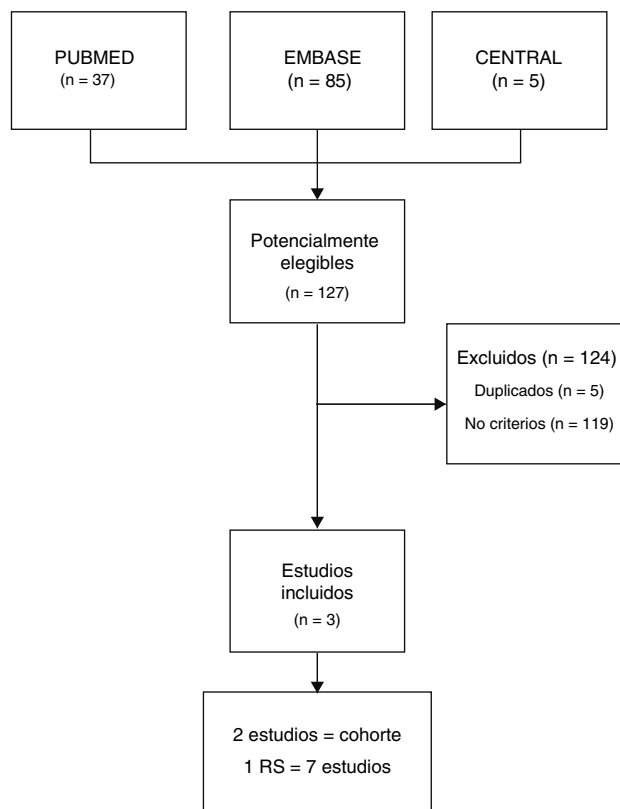 PUBMED
(n = 37)
EMBASE
(n = 85)
CENTRAL
(n = 5)
Potencialmente
elegibles
(n = 127)
Excluidos (n = 124)
Duplicados (n = 5)
No criterios (n = 119)
Estudios
incluidos
(n = 3)
2 estudios = cohorte
1 RS = 7 estudios